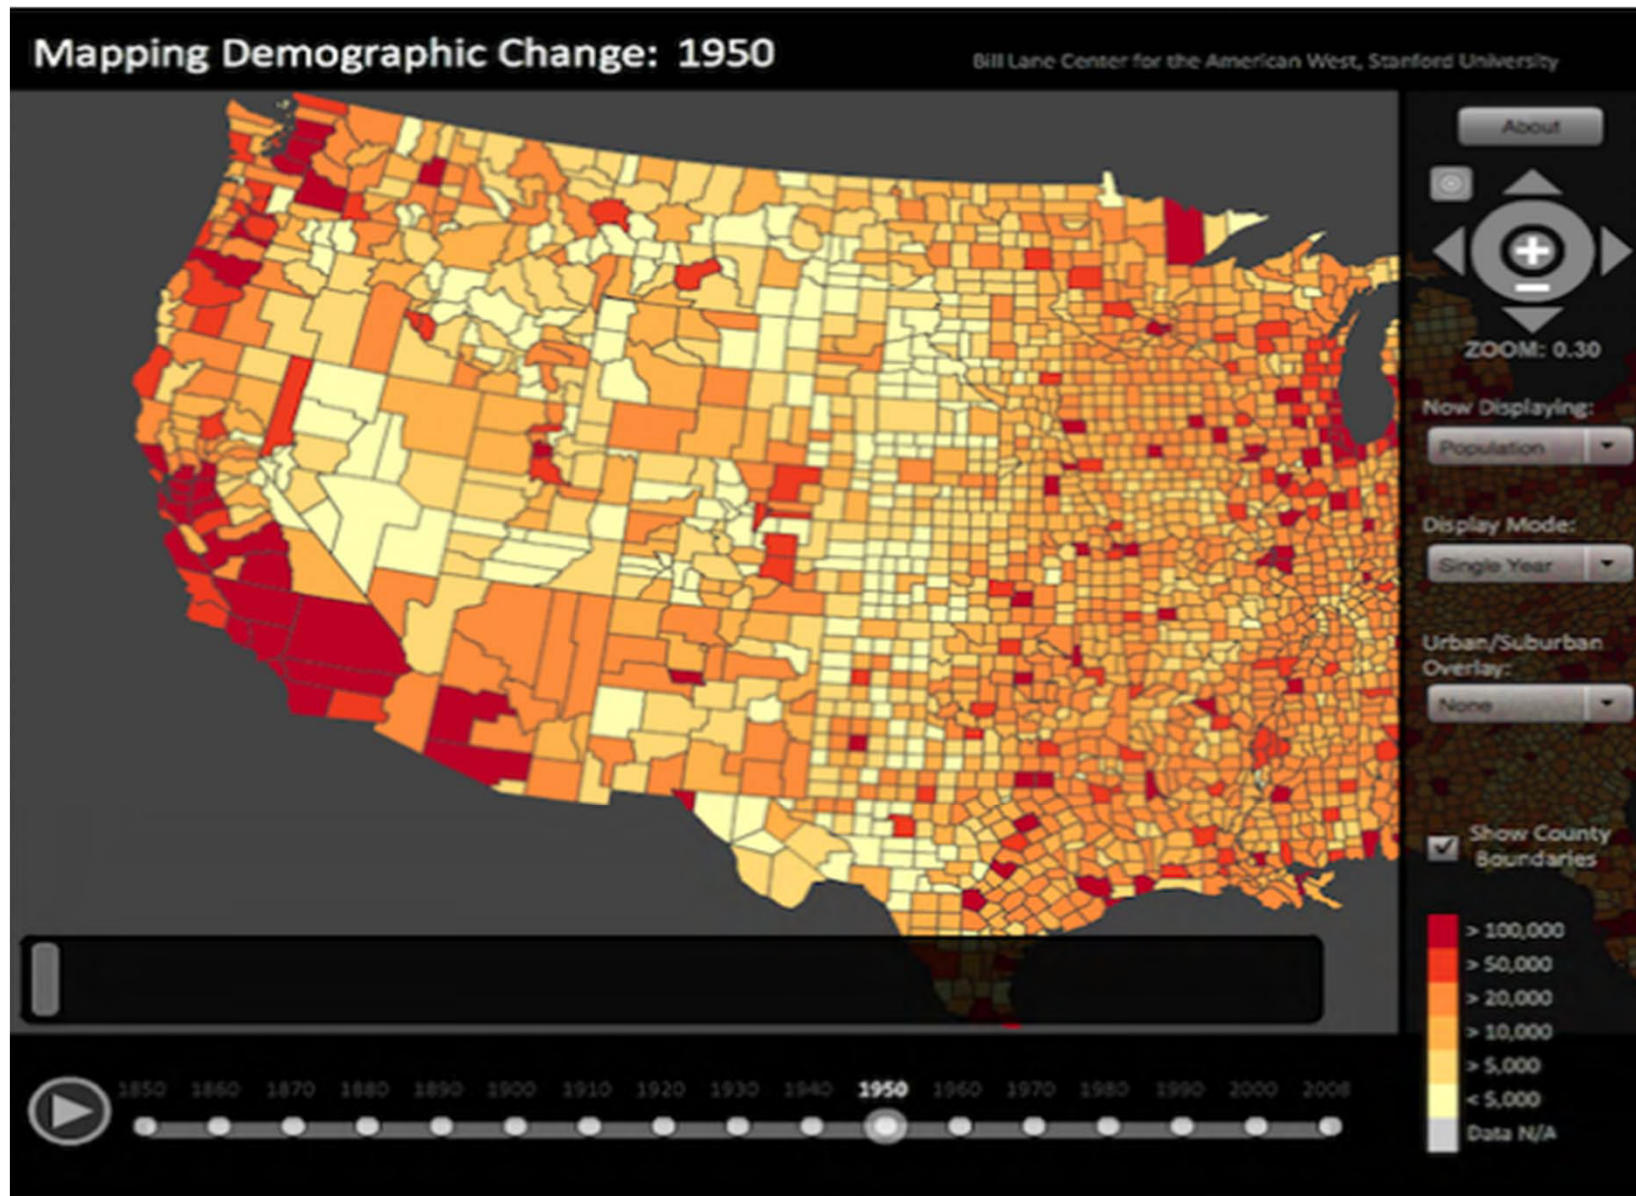 Mapping Demographic Change: 1950
Bill Lane Center for the American West, Stanford University
About
ZOOM: 0.30
Now Displaying:
Population
Display Mode:
Single Year
Urban/Suburban
Overlay:
None
Show County
Boundaries
> 100,000
> 50,000
> 20,000
> 10,000
> 5,000
< 5,000
Data N/A
1850 1860 1870 1880 1890 1900 1910 1920 1930 1940 1950 1960 1970 1980 1990 2000 2008